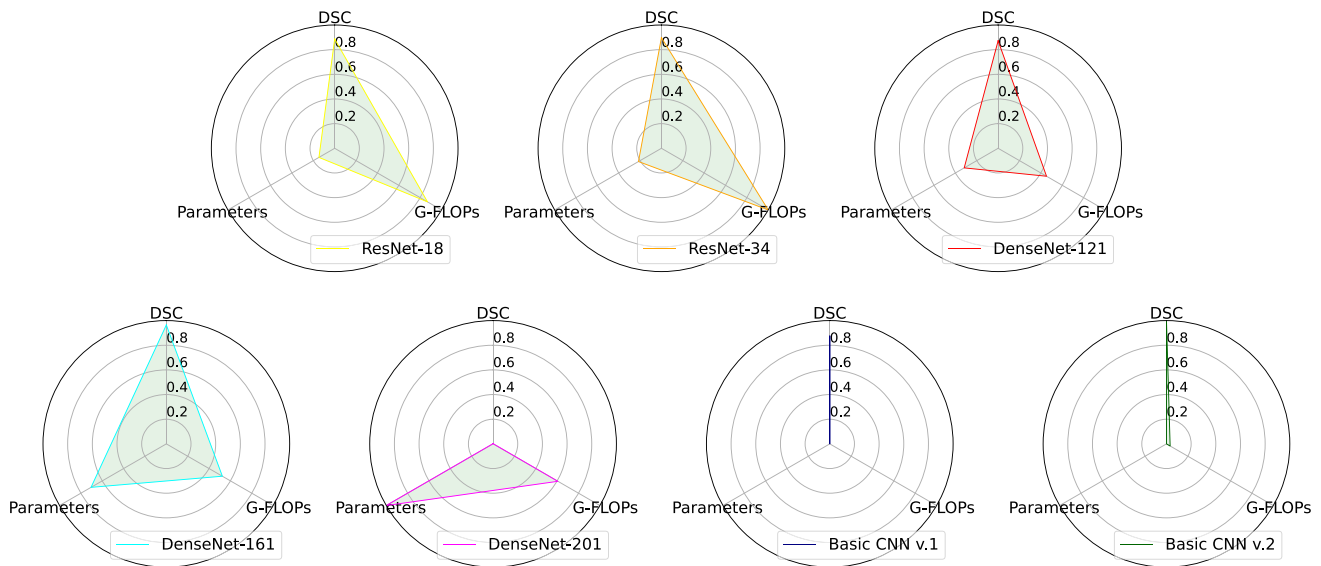 DSC
0.8
0.6
0.4
0.2
Parameters
G-FLOPs
ResNet-18
DSC
0.8
0.6
0.4
0.2
Parameters
G-FLOPs
ResNet-34
DSC
0.8
0.6
0.4
0.2
Parameters
G-FLOPs
DenseNet-121
DSC
0.8
0.6
0.4
0.2
Parameters
G-FLOPs
DenseNet-161
DSC
0.8
0.6
0.4
0.2
Parameters
G-FLOPs
DenseNet-201
DSC
0.8
0.6
0.4
0.2
Parameters
G-FLOPs
Basic CNN v.1
DSC
0.8
0.6
0.4
0.2
Parameters
G-FLOPs
Basic CNN v.2